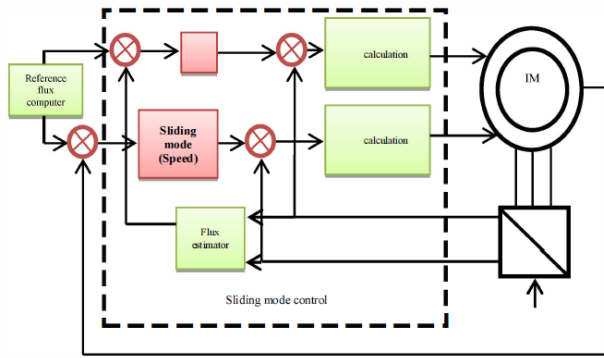 Reference
flux
computer
calculation
IM
Sliding
mode
(Speed)
calculation
Flux
estimator
Sliding mode control